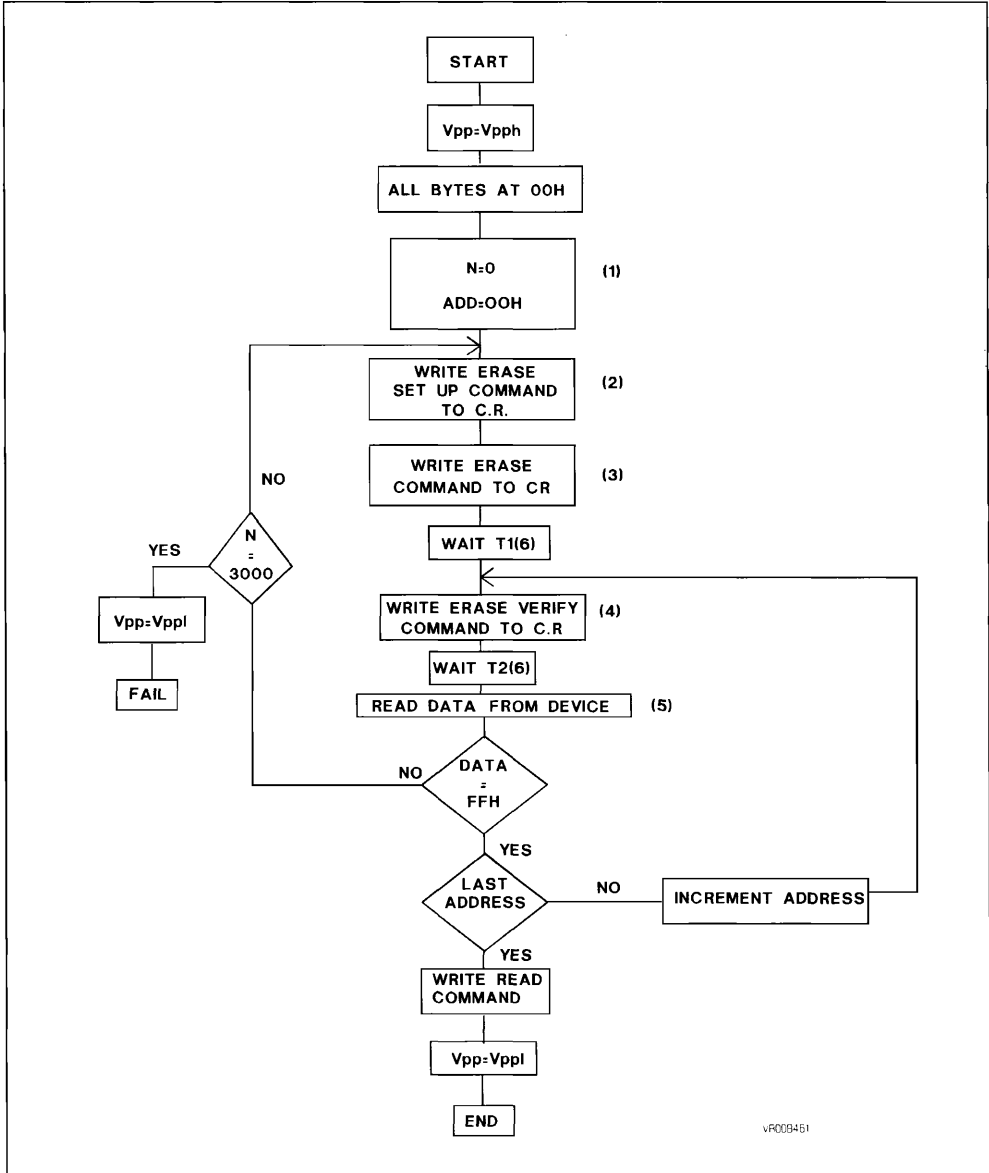 START
Vpp=Vpph
ALL BYTES AT 00H
N=0
(1)
ADD=00H
WRITE ERASE
SET UP COMMAND
TO C.R.
(2)
WRITE ERASE
COMMAND TO CR
(3)
NO
WAIT T1(6)
N
=
3000
YES
Vpp=Vppl
FAIL
WRITE ERASE VERIFY
COMMAND TO C.R
(4)
WAIT T2(6)
READ DATA FROM DEVICE
(5)
DATA
=
FFH
NO
YES
LAST
ADDRESS
NO
INCREMENT ADDRESS
YES
WRITE READ
COMMAND
Vpp=Vppl
END
VR00B461